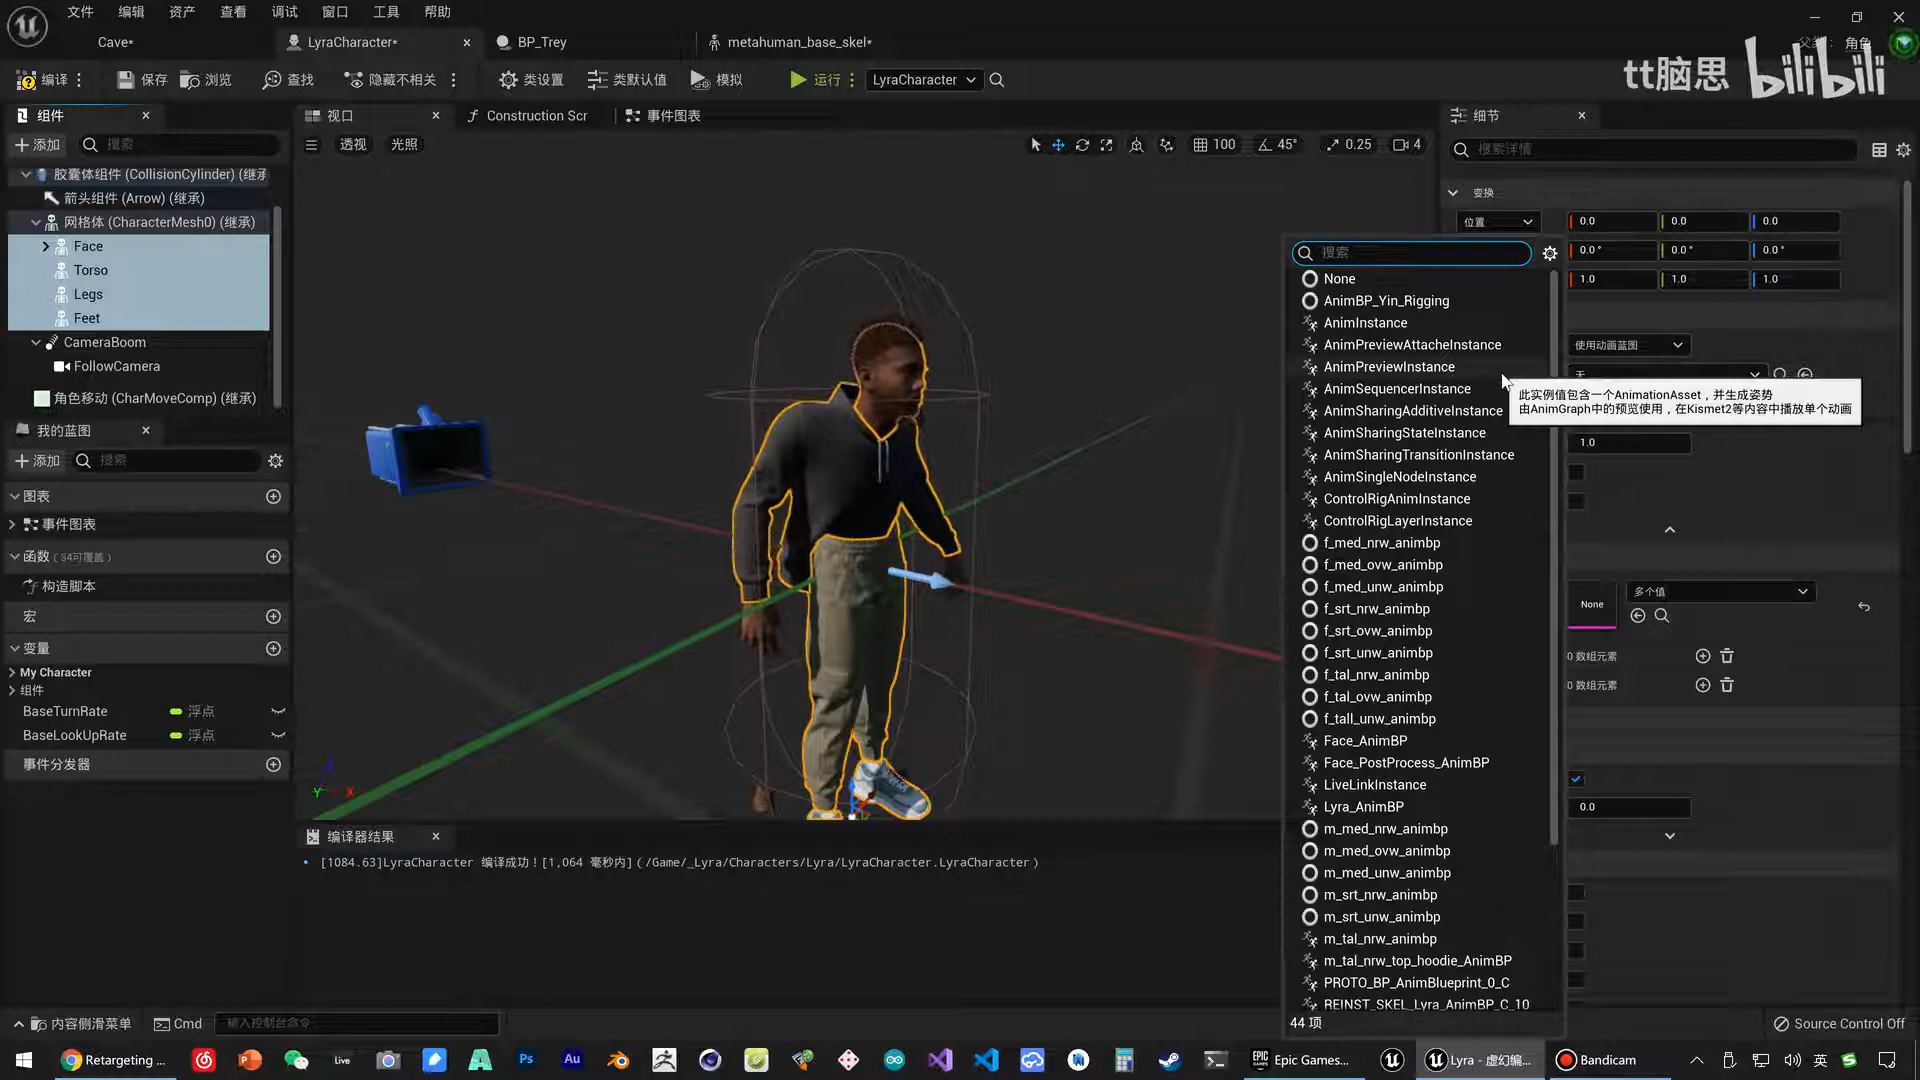 文件 编辑 资产 查看 调试 窗口 工具 帮助
Cave* LyraCharacter* BP_Trey metahuman_base_skel*
角色
编译 保存 浏览 查找 隐藏不相关 类设置 类默认值 模拟 运行 LyraCharacter
tt脑思 bilibili
组件 视口 Construction Scr 事件图表 细节
添加 搜索 透视 光照 100 45° 0.25 4 搜索详情
胶囊体组件 (CollisionCylinder) (继承
箭头组件 (Arrow) (继承)
网格体 (CharacterMesh0) (继承)
Face
Torso
Legs
Feet
CameraBoom
FollowCamera
角色移动 (CharMoveComp) (继承)
我的蓝图
添加 搜索
图表
事件图表
函数 (34可覆盖)
构造脚本
宏
变量
My Character
组件
BaseTurnRate 浮点
BaseLookUpRate 浮点
事件分发器
Z
Y X
编译器结果
[1084.63]LyraCharacter 编译成功！[1,064 毫秒内] (/Game/_Lyra/Characters/Lyra/LyraCharacter.LyraCharacter)
变换
位置 0.0 0.0 0.0
0.0° 0.0° 0.0°
1.0 1.0 1.0
使用动画蓝图
无
1.0
None 多个值
0 数组元素
0 数组元素
0.0
搜索
None
AnimBP_Yin_Rigging
AnimInstance
AnimPreviewAttacheInstance
AnimPreviewInstance
AnimSequencerInstance
AnimSharingAdditiveInstance
AnimSharingStateInstance
AnimSharingTransitionInstance
AnimSingleNodeInstance
ControlRigAnimInstance
ControlRigLayerInstance
f_med_nrw_animbp
f_med_ovw_animbp
f_med_unw_animbp
f_srt_nrw_animbp
f_srt_ovw_animbp
f_srt_unw_animbp
f_tal_nrw_animbp
f_tal_ovw_animbp
f_tall_unw_animbp
Face_AnimBP
Face_PostProcess_AnimBP
LiveLinkInstance
Lyra_AnimBP
m_med_nrw_animbp
m_med_ovw_animbp
m_med_unw_animbp
m_srt_nrw_animbp
m_srt_unw_animbp
m_tal_nrw_animbp
m_tal_nrw_top_hoodie_AnimBP
PROTO_BP_AnimBlueprint_0_C
REINST_SKEL_Lyra_AnimBP_C_10
44 项
此实例值包含一个AnimationAsset，并生成姿势
由AnimGraph中的预览使用，在Kismet2等内容中播放单个动画
内容侧滑菜单 Cmd 输入控制台命令 Source Control Off
Retargeting ... Live Ps Au Epic Games... Lyra - 虚幻编... Bandicam 英